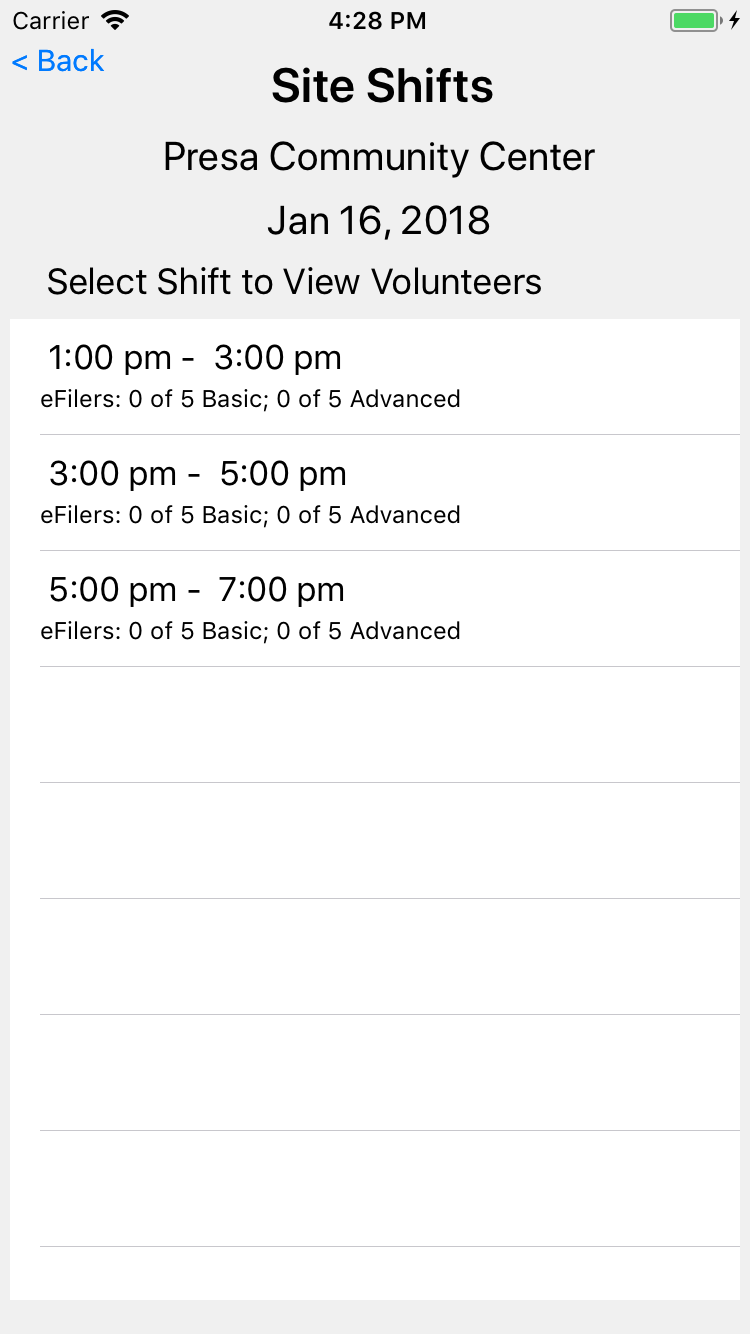 Carrier 4:28 PM
< Back
Site Shifts
Presa Community Center
Jan 16, 2018
Select Shift to View Volunteers
1:00 pm -  3:00 pm
eFilers: 0 of 5 Basic; 0 of 5 Advanced
3:00 pm -  5:00 pm
eFilers: 0 of 5 Basic; 0 of 5 Advanced
5:00 pm -  7:00 pm
eFilers: 0 of 5 Basic; 0 of 5 Advanced